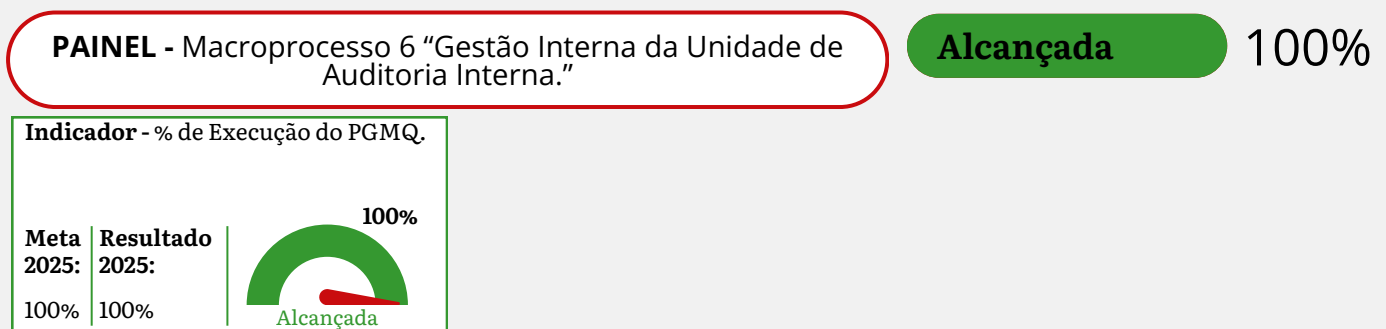 PAINEL - Macroprocesso 6 “Gestão Interna da Unidade de
Auditoria Interna.”
Alcançada
100%
Indicador - % de Execução do PGMQ.
Meta
2025:
100%
Resultado
2025:
100%
100%
Alcançada